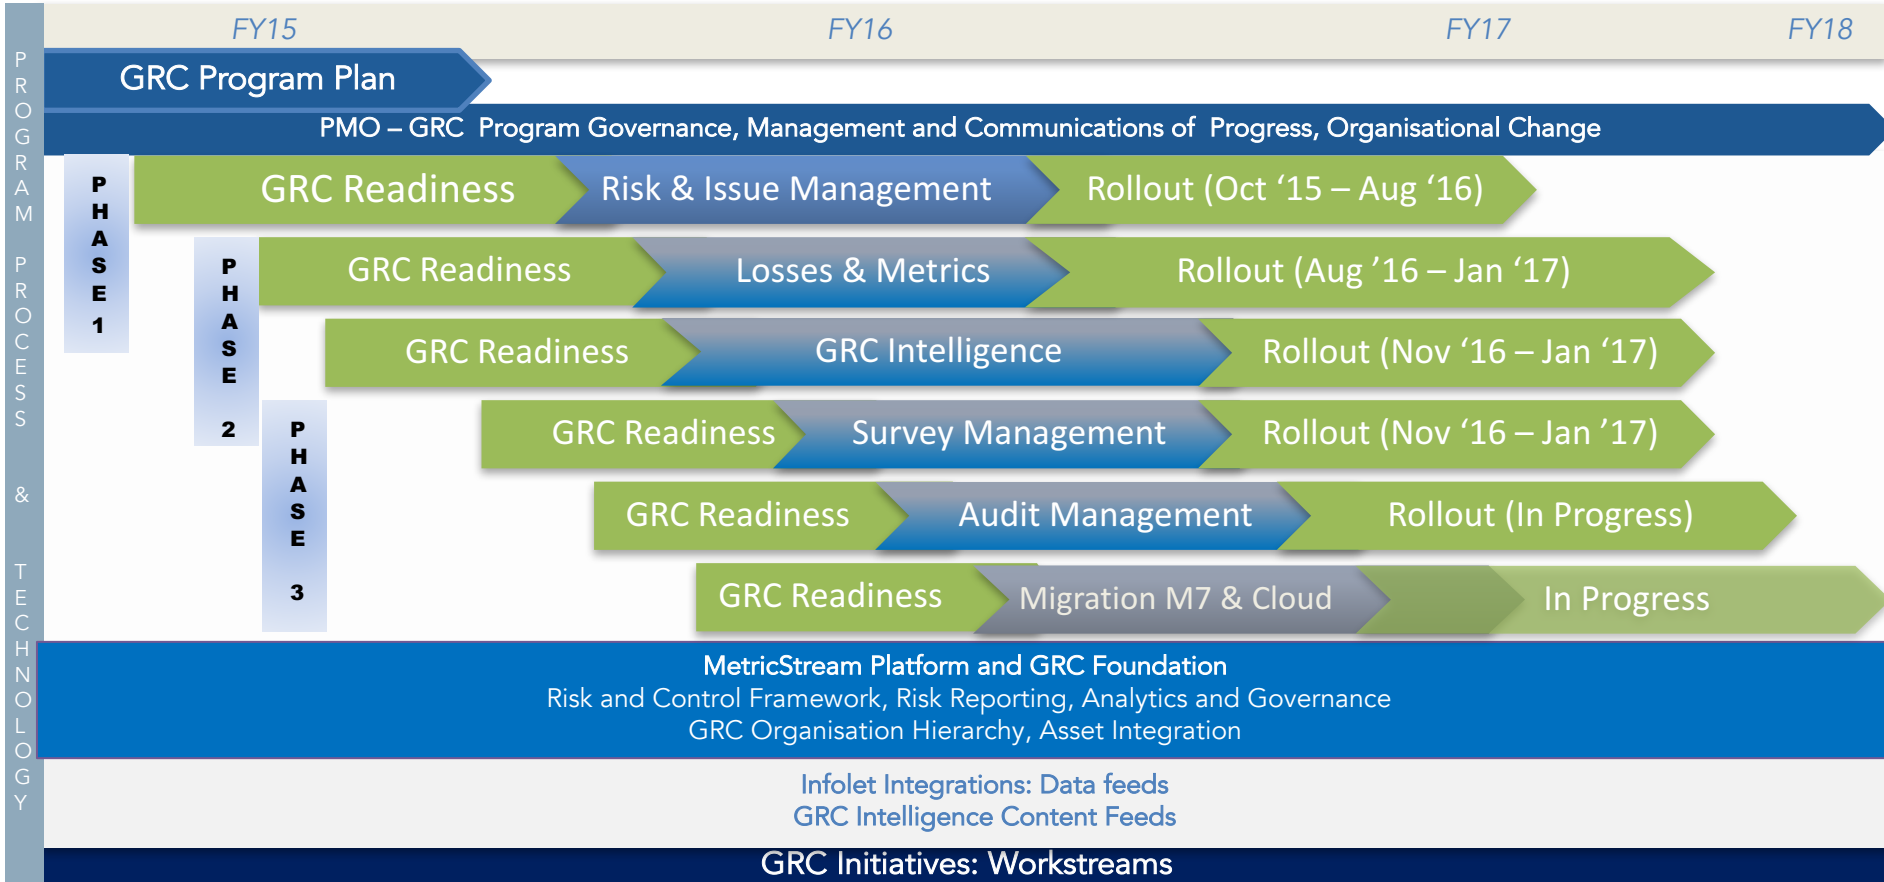 FY15 FY16 FY17 FY18
GRC Program Plan
PMO – GRC Program Governance, Management and Communications of Progress, Organisational Change
PROGRAM PROCESS & TECHNOLOGY
PHASE 1
GRC Readiness Risk & Issue Management Rollout (Oct ‘15 – Aug ‘16)
PHASE 2
GRC Readiness Losses & Metrics Rollout (Aug ’16 – Jan ‘17)
GRC Readiness GRC Intelligence Rollout (Nov ‘16 – Jan ‘17)
PHASE 3
GRC Readiness Survey Management Rollout (Nov ‘16 – Jan ’17)
GRC Readiness Audit Management Rollout (In Progress)
GRC Readiness Migration M7 & Cloud In Progress
MetricStream Platform and GRC Foundation
Risk and Control Framework, Risk Reporting, Analytics and Governance
GRC Organisation Hierarchy, Asset Integration
Infolet Integrations: Data feeds
GRC Intelligence Content Feeds
GRC Initiatives: Workstreams